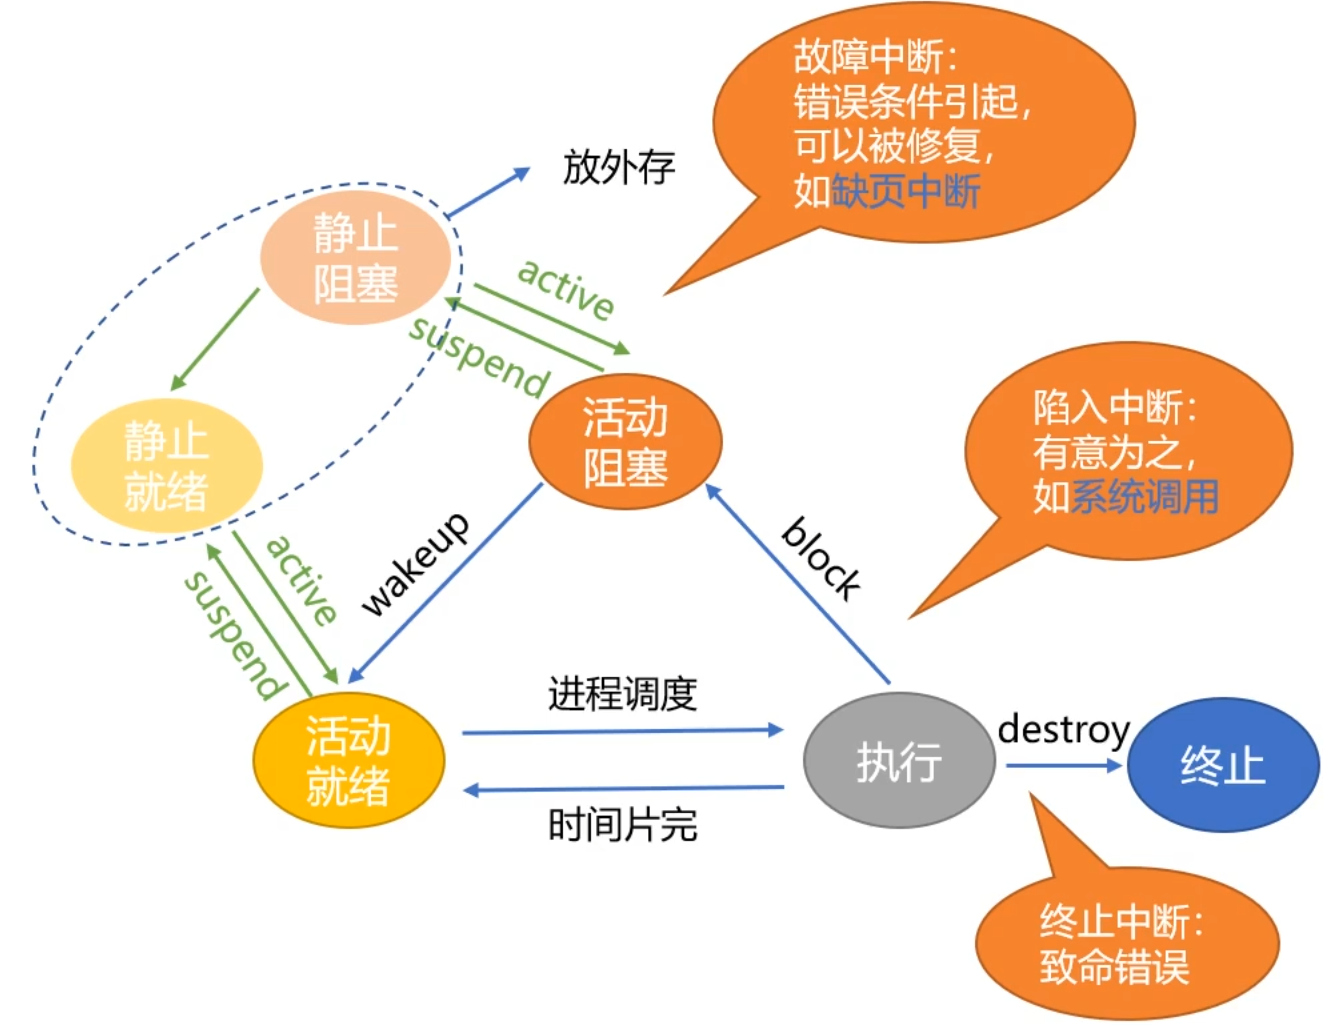 故障中断：
错误条件引起，
可以被修复，
如缺页中断
放外存
静止
阻塞
active
suspend
活动
阻塞
陷入中断：
有意为之，
如系统调用
静止
就绪
active
suspend
wakeup
block
进程调度
活动
就绪
执行
destroy
终止
时间片完
终止中断：
致命错误